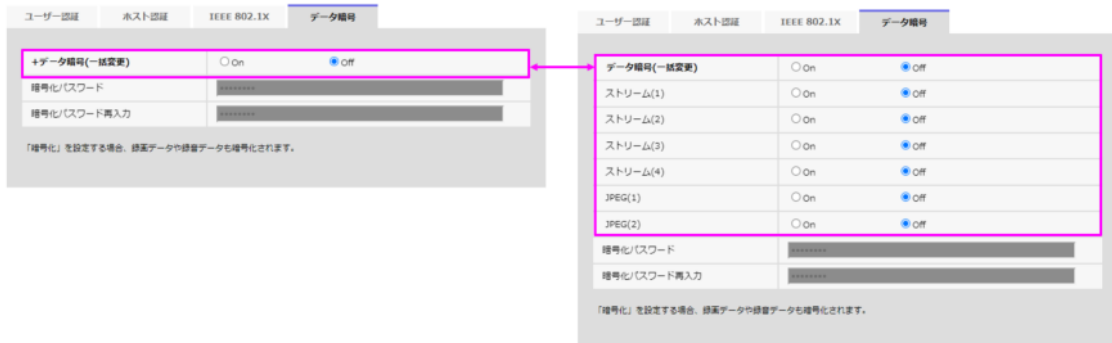 ユーザー認証 ホスト認証 IEEE 802.1X データ暗号
+データ暗号(一括変更) On Off
暗号化パスワード --------
暗号化パスワード再入力 --------
「暗号化」を設定する場合、録画データや録音データも暗号化されます。
ユーザー認証 ホスト認証 IEEE 802.1X データ暗号
データ暗号(一括変更) On Off
ストリーム(1) On Off
ストリーム(2) On Off
ストリーム(3) On Off
ストリーム(4) On Off
JPEG(1) On Off
JPEG(2) On Off
暗号化パスワード --------
暗号化パスワード再入力 --------
「暗号化」を設定する場合、録画データや録音データも暗号化されます。